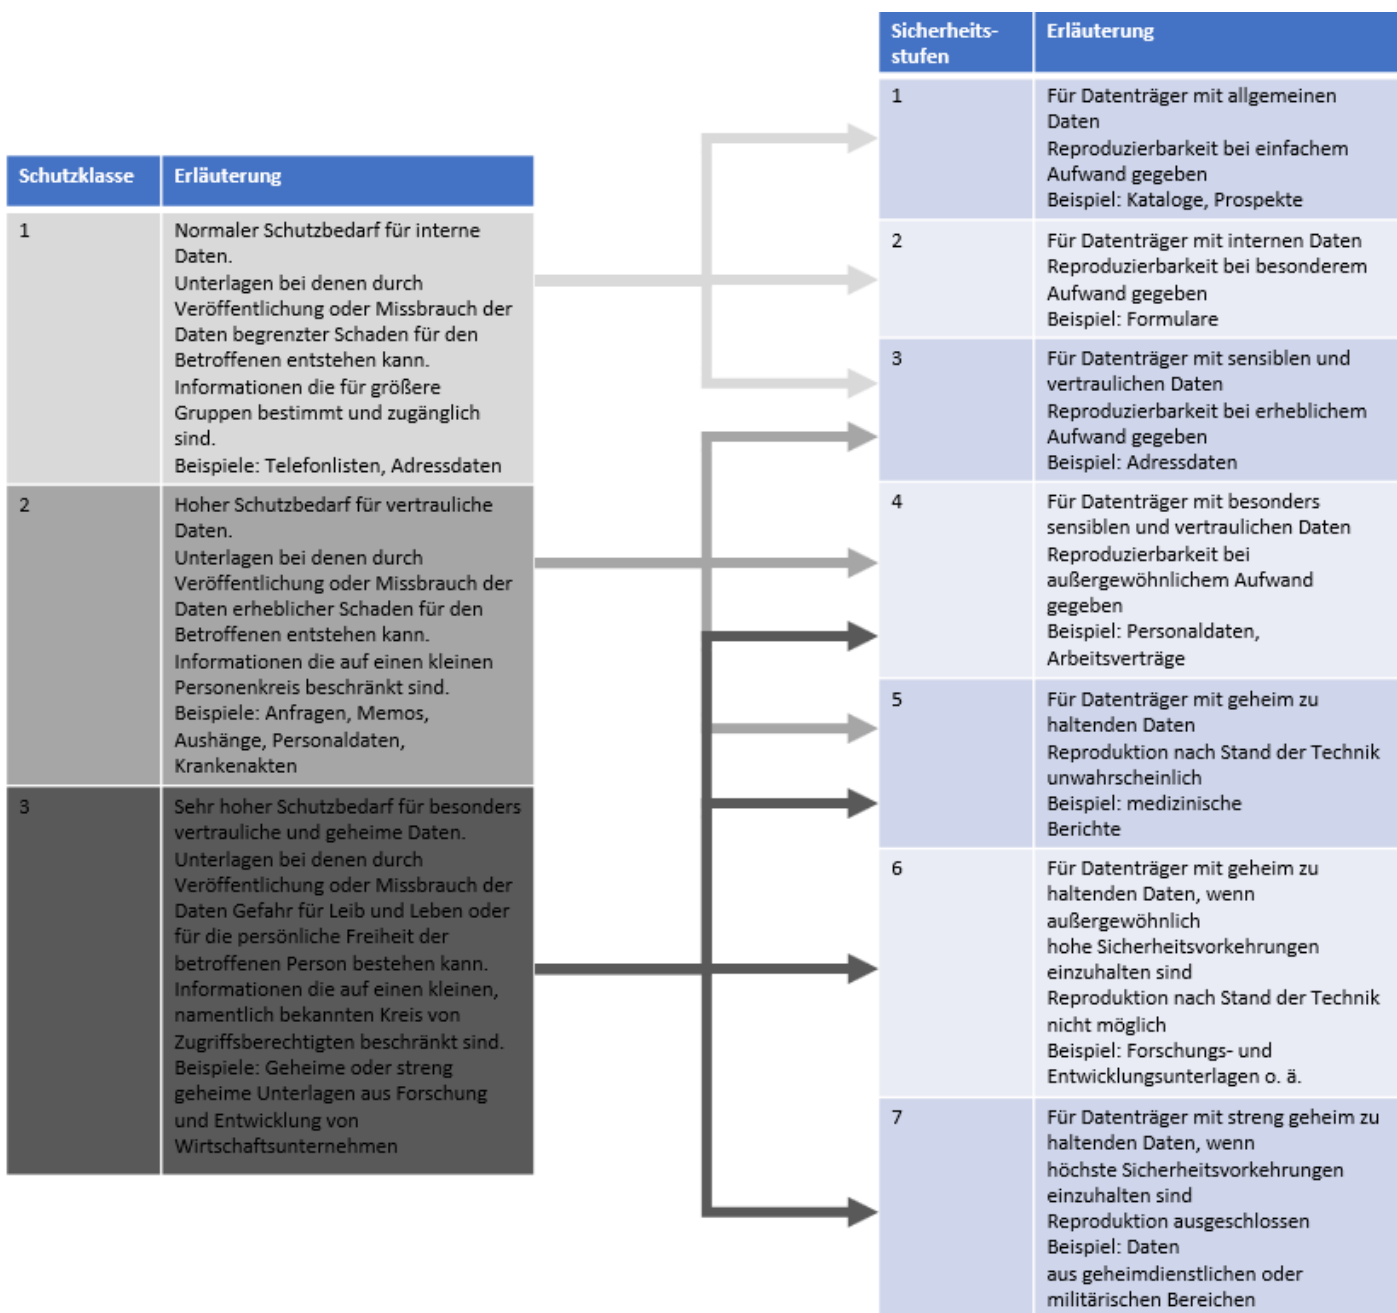 Schutzklasse Erläuterung
1 Normaler Schutzbedarf für interne
Daten.
Unterlagen bei denen durch
Veröffentlichung oder Missbrauch der
Daten begrenzter Schaden für den
Betroffenen entstehen kann.
Informationen die für größere
Gruppen bestimmt und zugänglich
sind.
Beispiele: Telefonlisten, Adressdaten
2 Hoher Schutzbedarf für vertrauliche
Daten.
Unterlagen bei denen durch
Veröffentlichung oder Missbrauch der
Daten erheblicher Schaden für den
Betroffenen entstehen kann.
Informationen die auf einen kleinen
Personenkreis beschränkt sind.
Beispiele: Anfragen, Memos,
Aushänge, Personaldaten,
Krankenakten
3 Sehr hoher Schutzbedarf für besonders
vertrauliche und geheime Daten.
Unterlagen bei denen durch
Veröffentlichung oder Missbrauch der
Daten Gefahr für Leib und Leben oder
für die persönliche Freiheit der
betroffenen Person bestehen kann.
Informationen die auf einen kleinen,
namentlich bekannten Kreis von
Zugriffsberechtigten beschränkt sind.
Beispiele: Geheime oder streng
geheime Unterlagen aus Forschung
und Entwicklung von
Wirtschaftsunternehmen
Sicherheits- Erläuterung
stufen
1 Für Datenträger mit allgemeinen
Daten
Reproduzierbarkeit bei einfachem
Aufwand gegeben
Beispiel: Kataloge, Prospekte
2 Für Datenträger mit internen Daten
Reproduzierbarkeit bei besonderem
Aufwand gegeben
Beispiel: Formulare
3 Für Datenträger mit sensiblen und
vertraulichen Daten
Reproduzierbarkeit bei erheblichem
Aufwand gegeben
Beispiel: Adressdaten
4 Für Datenträger mit besonders
sensiblen und vertraulichen Daten
Reproduzierbarkeit bei
außergewöhnlichem Aufwand
gegeben
Beispiel: Personaldaten,
Arbeitsverträge
5 Für Datenträger mit geheim zu
haltenden Daten
Reproduktion nach Stand der Technik
unwahrscheinlich
Beispiel: medizinische
Berichte
6 Für Datenträger mit geheim zu
haltenden Daten, wenn
außergewöhnlich
hohe Sicherheitsvorkehrungen
einzuhalten sind
Reproduktion nach Stand der Technik
nicht möglich
Beispiel: Forschungs- und
Entwicklungsunterlagen o. ä.
7 Für Datenträger mit streng geheim zu
haltenden Daten, wenn
höchste Sicherheitsvorkehrungen
einzuhalten sind
Reproduktion ausgeschlossen
Beispiel: Daten
aus geheimdienstlichen oder
militärischen Bereichen